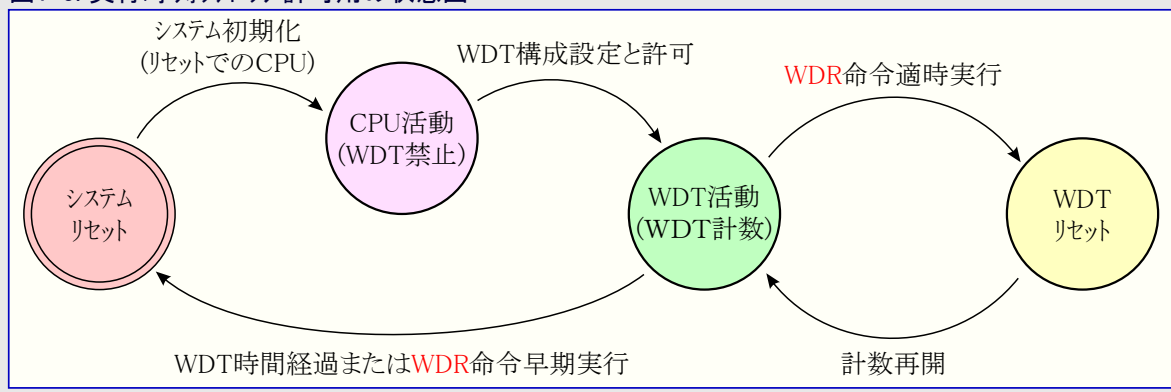 システム初期化
(リセットでのCPU)
WDT構成設定と許可
WDR命令適時実行
CPU活動
(WDT禁止)
システム
リセット
WDT活動
(WDT計数)
WDT
リセット
WDT時間経過またはWDR命令早期実行
計数再開